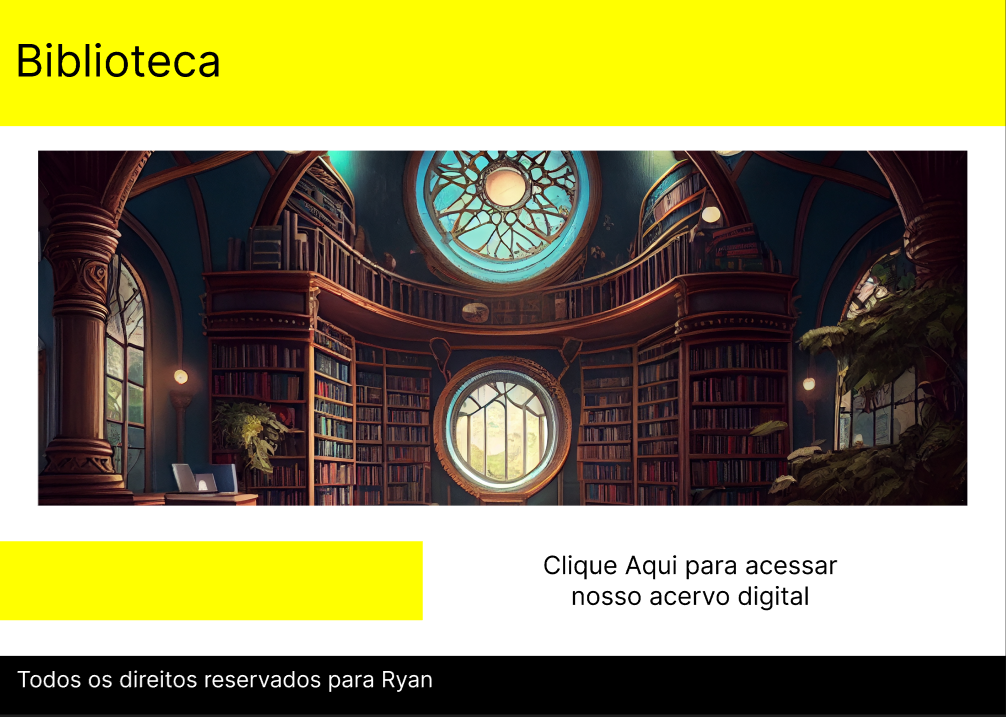 Biblioteca
Clique Aqui para acessar
nosso acervo digital
Todos os direitos reservados para Ryan